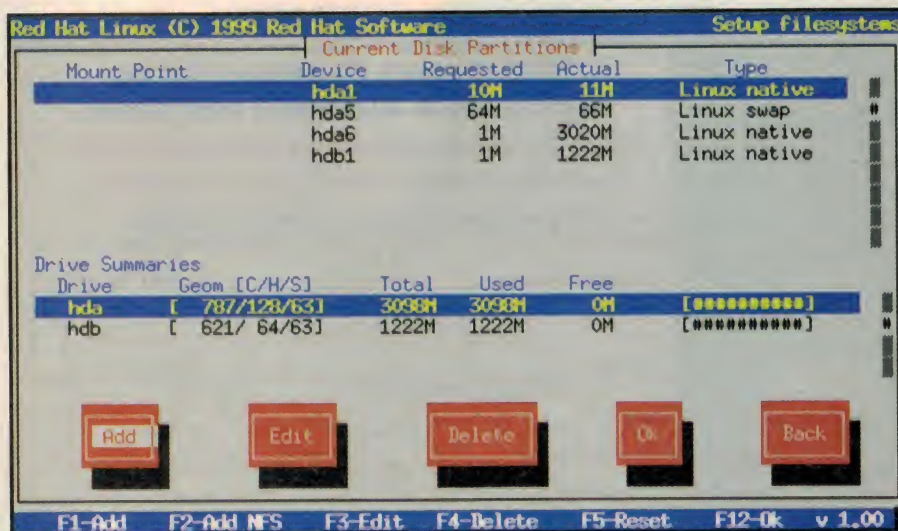 Red Hat Linux (C) 1999 Red Hat Software Setup filesystems
Current Disk Partitions
Mount Point Device Requested Actual Type
hda1 10M 11M Linux native
hda5 64M 66M Linux swap
hda6 1M 3020M Linux native
hdb1 1M 1222M Linux native
Drive Summaries
Drive Geom [C/H/S] Total Used Free
hda [ 787/128/63] 3098M 3098M 0M [##########]
hdb [ 621/ 64/63] 1222M 1222M 0M [##########]
Add Edit Delete Ok Back
F1-Add F2-Add NFS F3-Edit F4-Delete F5-Reset F12-Ok v 1.00